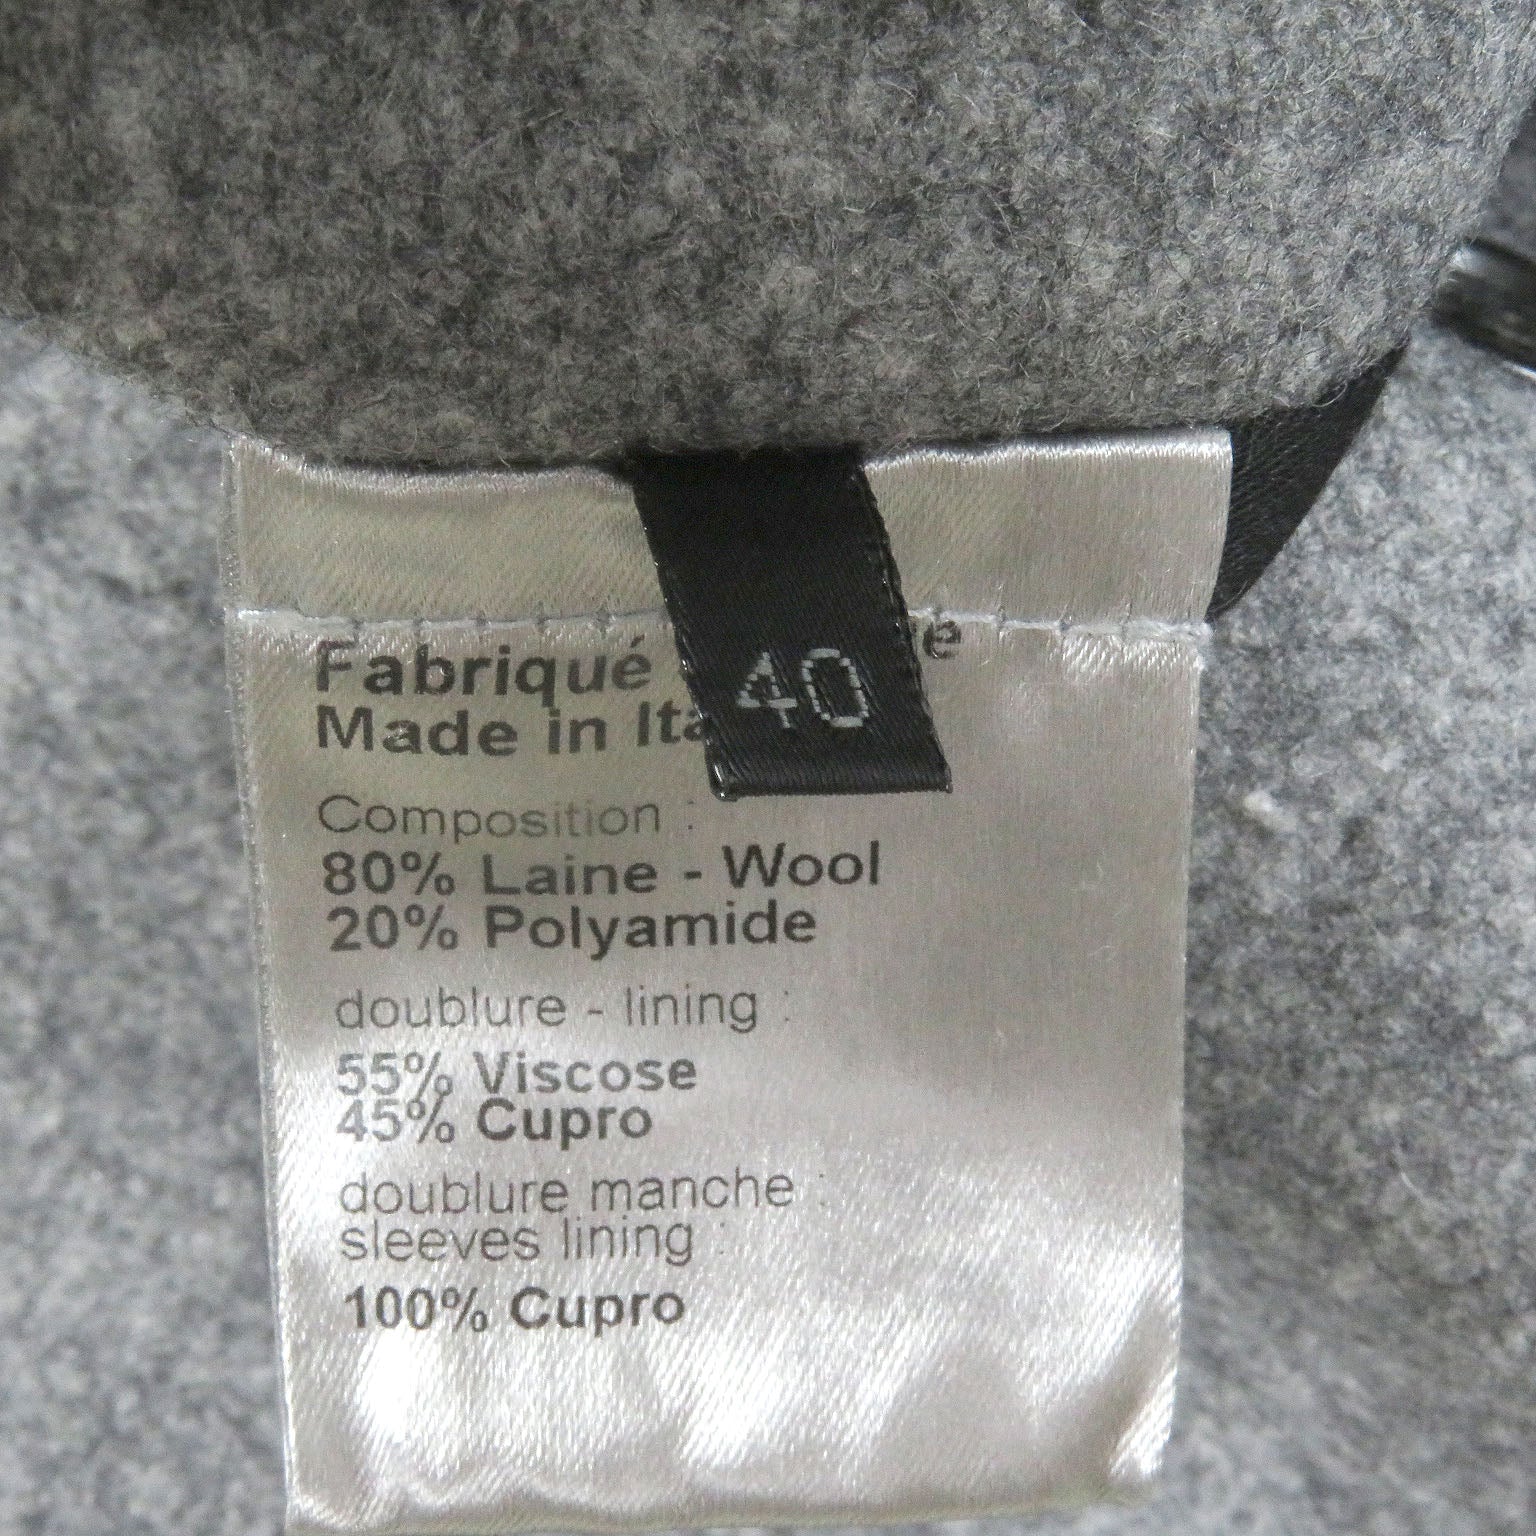 Fabriqué
40
Made in
Composition :
80% Laine - Wool
20% Polyamide
doublure - lining :
55% Viscose
45% Cupro
doublure manche :
sleeves lining :
100% Cupro